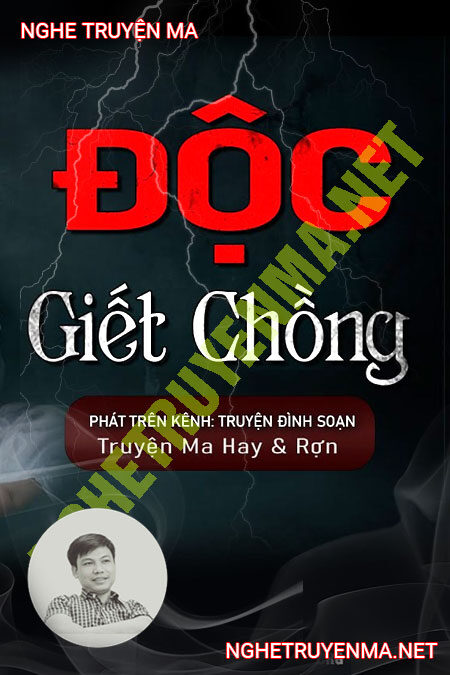 NGHE TRUYỆN MA
ĐỘC
Giết Chồng
PHÁT TRÊN KÊNH: TRUYỆN ĐÌNH SOẠN
Truyện Ma Hay & Rợn
NGHETRUYENMA.NET
NGHETRUYENMA.NET